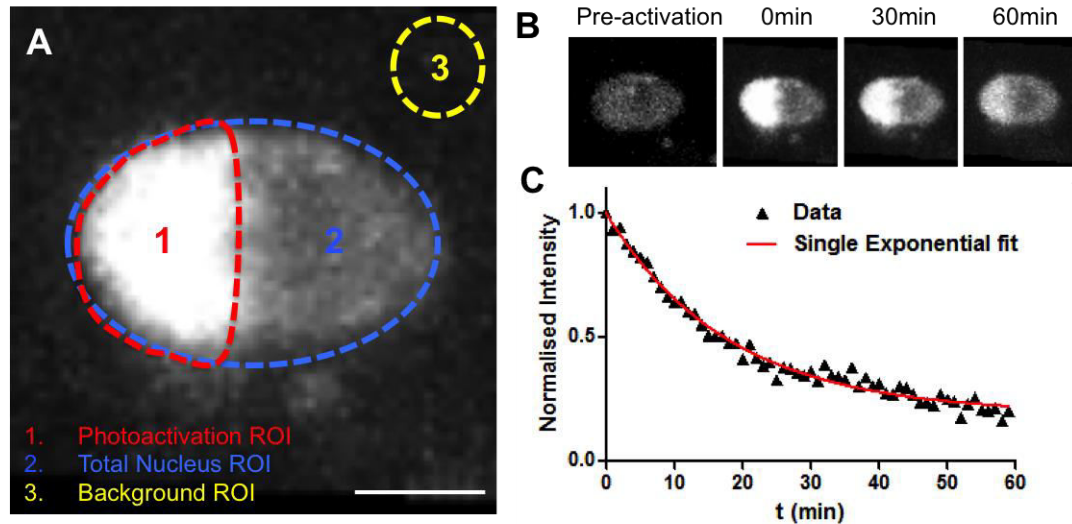 A
3
1
2
1. Photoactivation ROI
2. Total Nucleus ROI
3. Background ROI
B
Pre-activation 0min 30min 60min
C
Normalised Intensity
1.0
0.5
0.0
Data
Single Exponential fit
0 10 20 30 40 50 60
t (min)